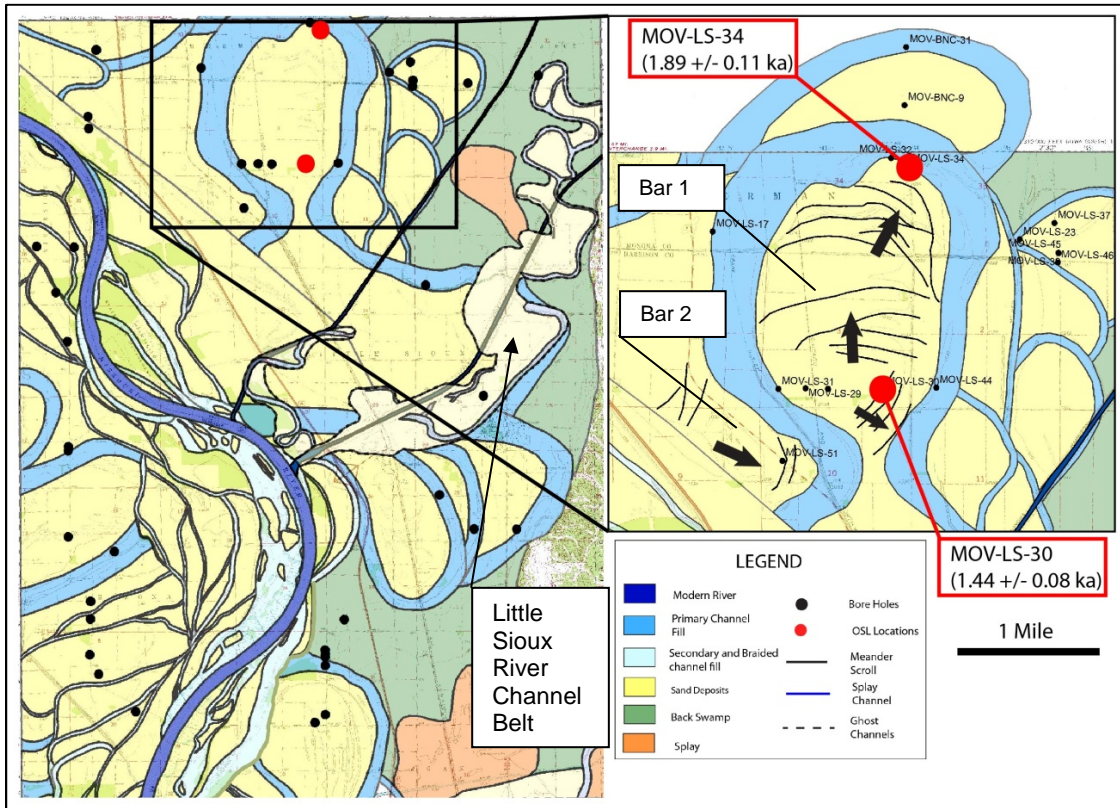 MOV-LS-34
(1.89 +/- 0.11 ka)
MOV-BNC-31
MOV-BNC-9
MOV-LS-32
MOV-LS-34
Bar 1
MOV-LS-17
MOV-LS-37
MOV-LS-23
MOV-LS-45
MOV-LS-46
Bar 2
MOV-LS-31
MOV-LS-29
MOV-LS-30
MOV-LS-44
MOV-LS-51
MOV-LS-30
(1.44 +/- 0.08 ka)
1 Mile
Little
Sioux
River
Channel
Belt
LEGEND
Modern River
Primary Channel
Fill
Secondary and Braided
channel fill
Sand Deposits
Back Swamp
Splay
Bore Holes
OSL Locations
Meander
Scroll
Splay
Channel
Ghost
Channels